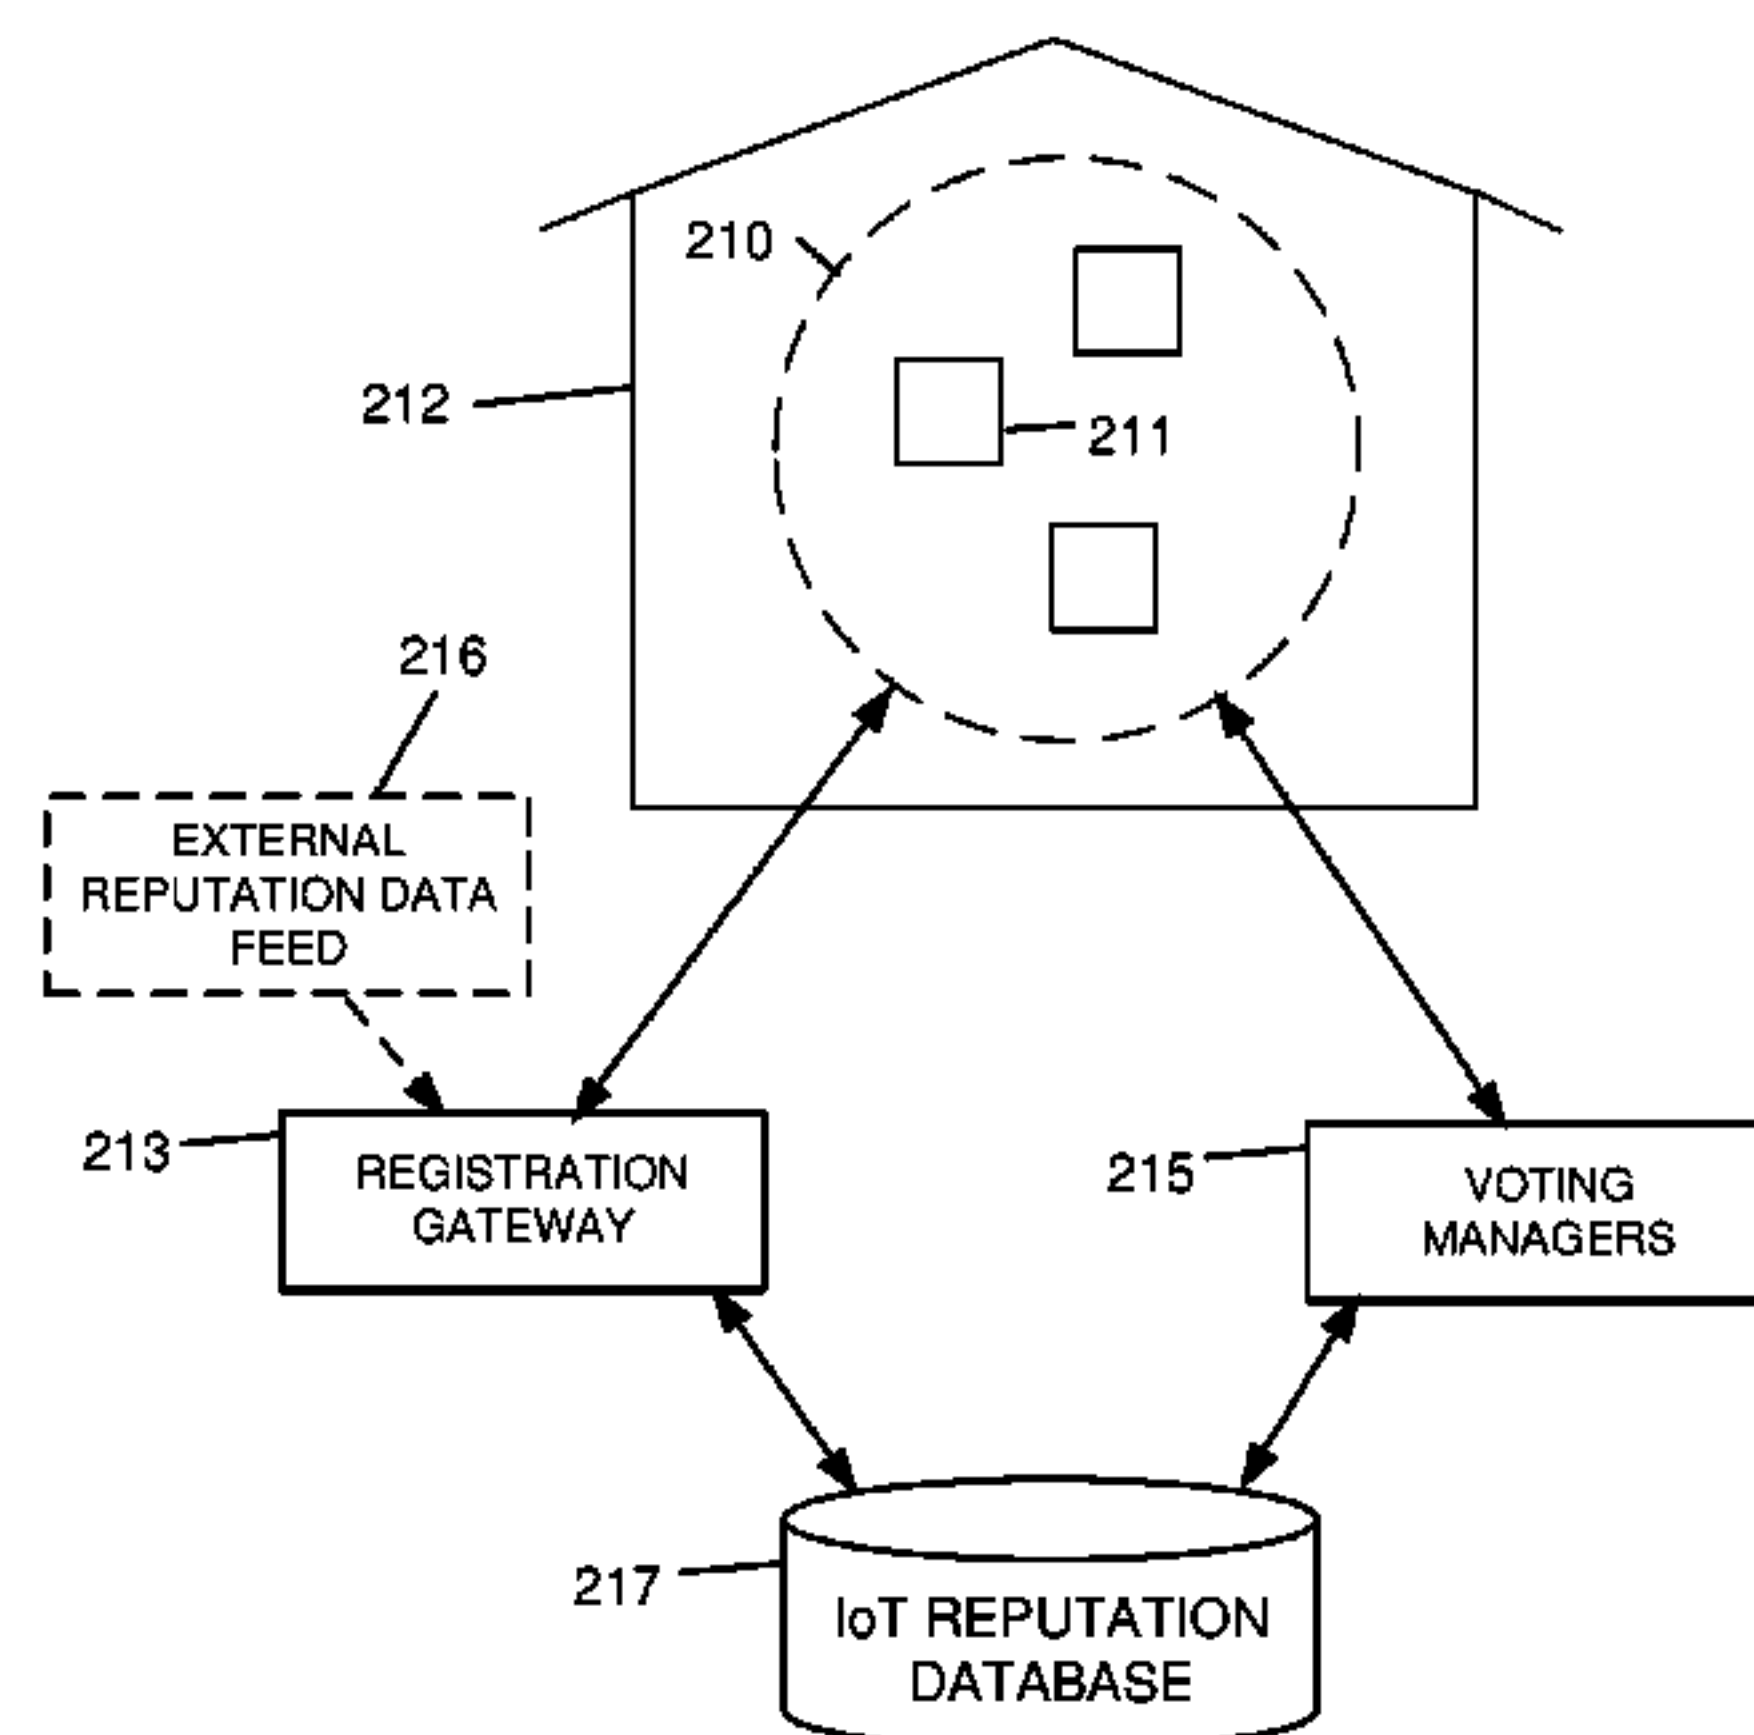 210
212
211
216
EXTERNAL
REPUTATION DATA
FEED
213
REGISTRATION
GATEWAY
215
VOTING
MANAGERS
217
IoT REPUTATION
DATABASE